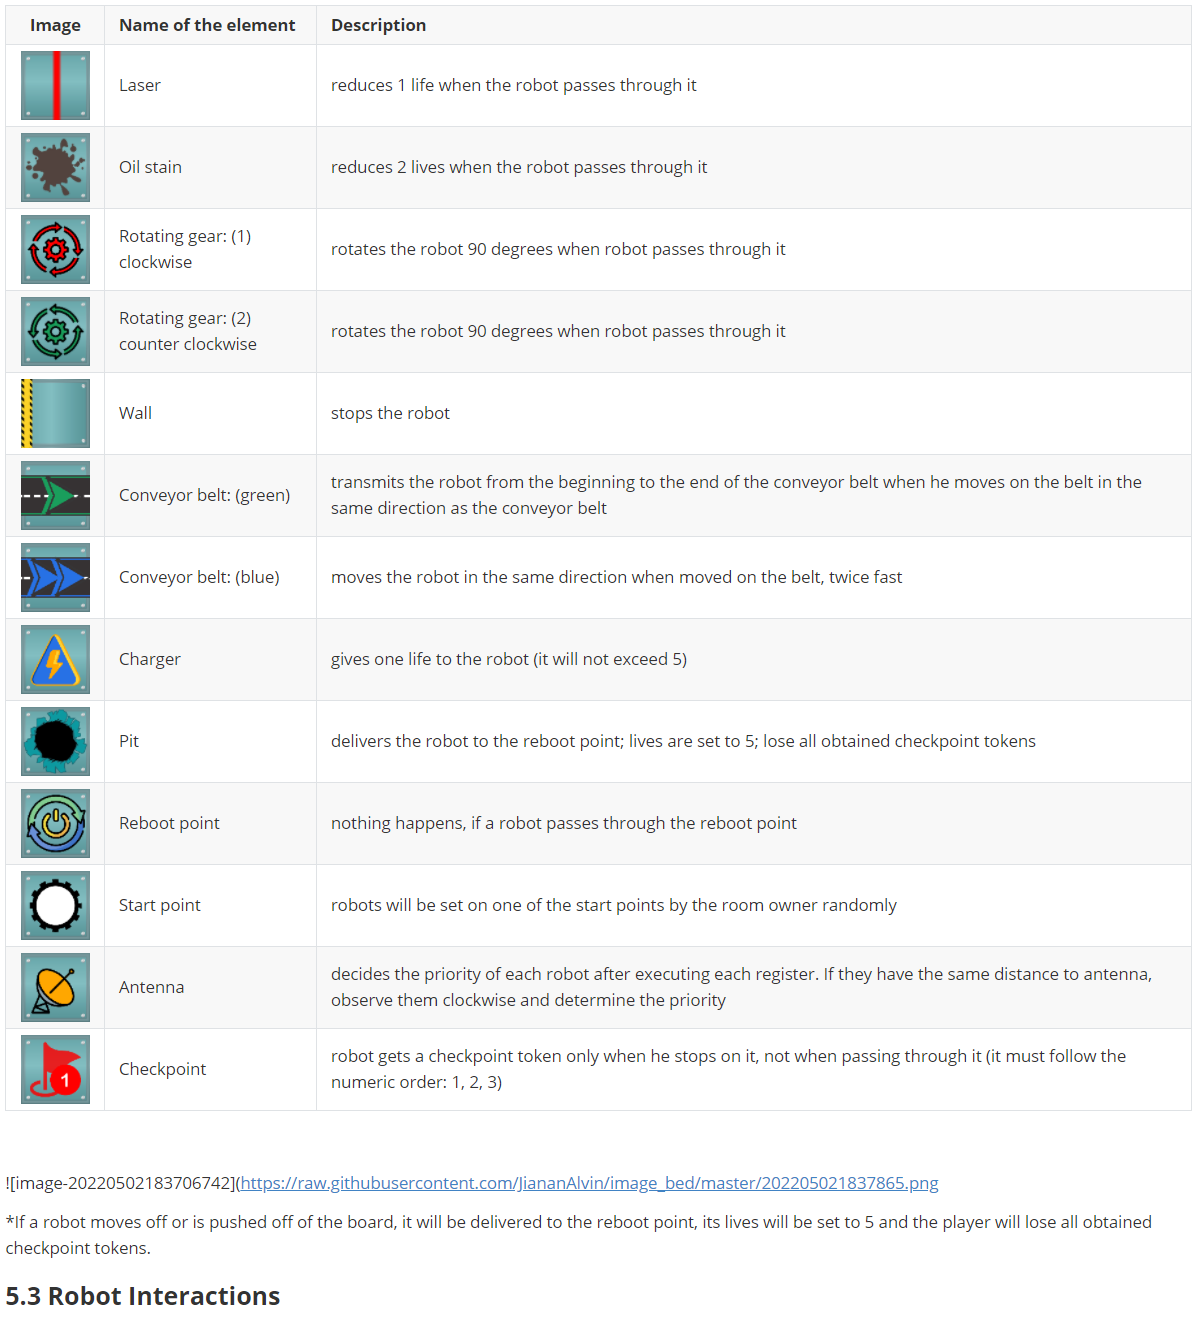 Image Name of the element Description
Laser reduces 1 life when the robot passes through it
Oil stain reduces 2 lives when the robot passes through it
Rotating gear: (1)
clockwise
rotates the robot 90 degrees when robot passes through it
Rotating gear: (2)
counter clockwise
rotates the robot 90 degrees when robot passes through it
Wall stops the robot
Conveyor belt: (green)
transmits the robot from the beginning to the end of the conveyor belt when he moves on the belt in the
same direction as the conveyor belt
Conveyor belt: (blue) moves the robot in the same direction when moved on the belt, twice fast
Charger gives one life to the robot (it will not exceed 5)
Pit delivers the robot to the reboot point; lives are set to 5; lose all obtained checkpoint tokens
Reboot point nothing happens, if a robot passes through the reboot point
Start point robots will be set on one of the start points by the room owner randomly
Antenna
decides the priority of each robot after executing each register. If they have the same distance to antenna,
observe them clockwise and determine the priority
1
Checkpoint
robot gets a checkpoint token only when he stops on it, not when passing through it (it must follow the
numeric order: 1, 2, 3)
![image-20220502183706742](https://raw.githubusercontent.com/JiananAlvin/image_bed/master/202205021837865.png
*If a robot moves off or is pushed off of the board, it will be delivered to the reboot point, its lives will be set to 5 and the player will lose all obtained
checkpoint tokens.
5.3 Robot Interactions